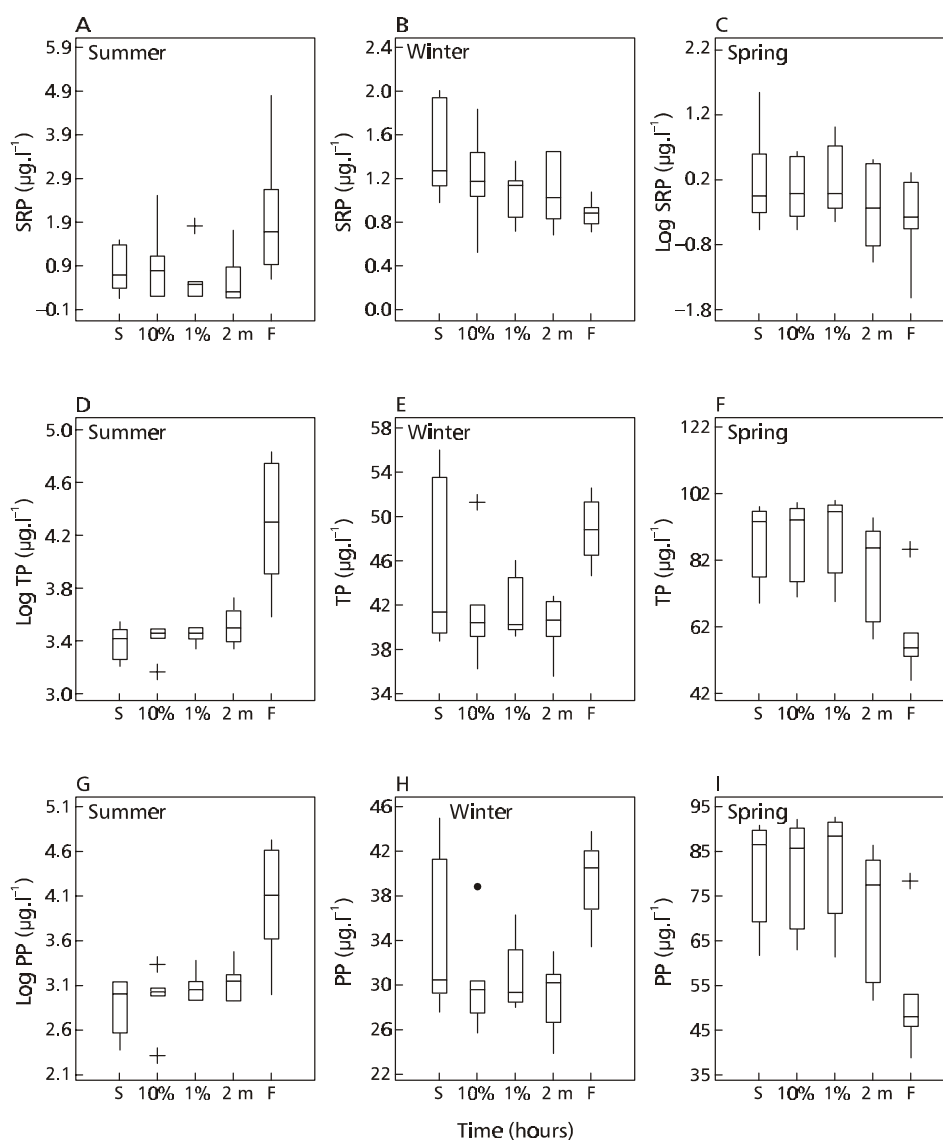 A
Summer
SRP (µg.l⁻¹)
5.9
4.9
3.9
2.9
1.9
0.9
–0.1
S 10% 1% 2 m F
B
Winter
SRP (µg.l⁻¹)
2.4
2.0
1.6
1.2
0.8
0.4
0.0
S 10% 1% 2 m F
C
Spring
Log SRP (µg.l⁻¹)
2.2
1.2
0.2
–0.8
–1.8
S 10% 1% 2 m F
D
Summer
Log TP (µg.l⁻¹)
5.0
4.6
4.2
3.8
3.4
3.0
S 10% 1% 2 m F
E
Winter
TP (µg.l⁻¹)
58
54
50
46
42
38
34
S 10% 1% 2 m F
F
Spring
TP (µg.l⁻¹)
122
102
82
62
42
S 10% 1% 2 m F
G
Summer
Log PP (µg.l⁻¹)
5.1
4.6
4.1
3.6
3.1
2.6
2.1
S 10% 1% 2 m F
H
Winter
PP (µg.l⁻¹)
46
42
38
34
30
26
22
S 10% 1% 2 m F
I
Spring
PP (µg.l⁻¹)
95
85
75
65
55
45
35
S 10% 1% 2 m F
Time (hours)